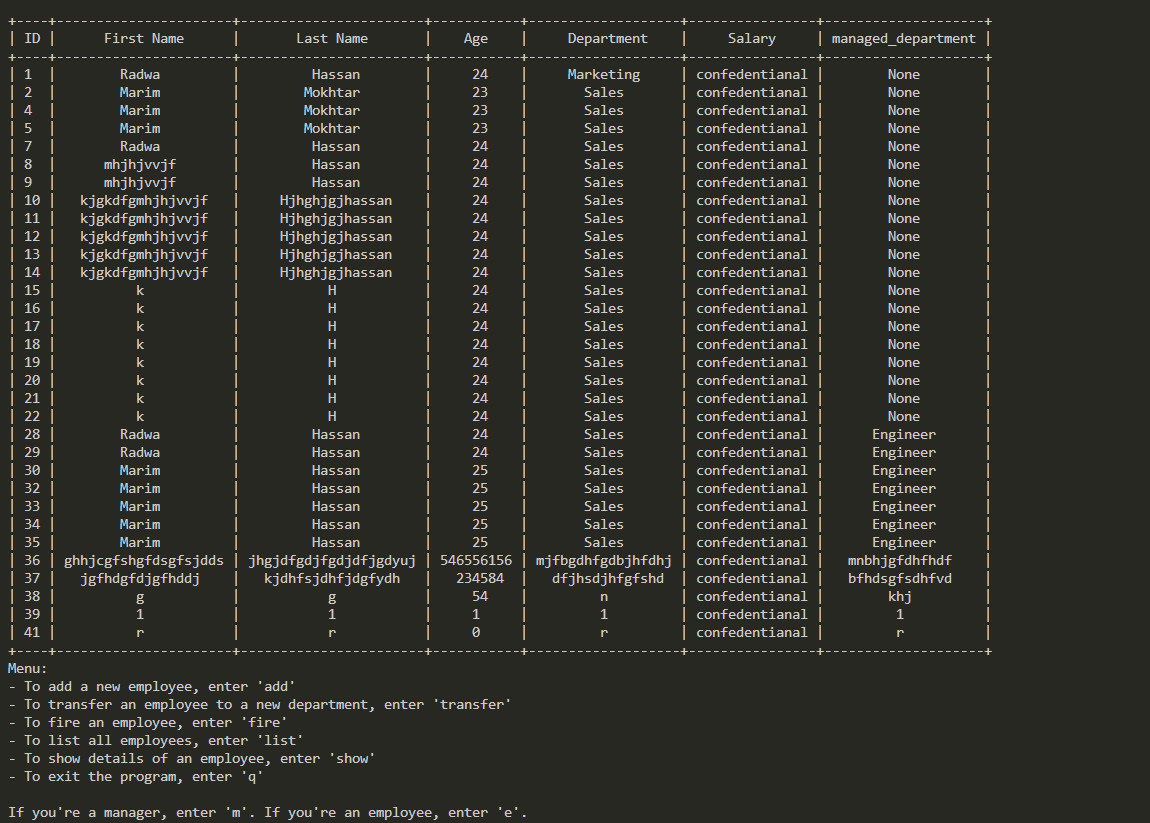 +----+----------------------+-----------------------+-----------+-------------------+----------------+--------------------+
| ID |      First Name      |       Last Name       |    Age    |     Department    |     Salary     | managed_department |
+----+----------------------+-----------------------+-----------+-------------------+----------------+--------------------+
| 1  |        Radwa         |         Hassan        |     24    |     Marketing     | confedentianal |        None        |
| 2  |        Marim         |        Mokhtar        |     23    |       Sales       | confedentianal |        None        |
| 4  |        Marim         |        Mokhtar        |     23    |       Sales       | confedentianal |        None        |
| 5  |        Marim         |        Mokhtar        |     23    |       Sales       | confedentianal |        None        |
| 7  |        Radwa         |         Hassan        |     24    |       Sales       | confedentianal |        None        |
| 8  |      mhjhjvvjf       |         Hassan        |     24    |       Sales       | confedentianal |        None        |
| 9  |      mhjhjvvjf       |         Hassan        |     24    |       Sales       | confedentianal |        None        |
| 10 |   kjgkdfgmhjhjvvjf   |     Hjhghjgjhassan    |     24    |       Sales       | confedentianal |        None        |
| 11 |   kjgkdfgmhjhjvvjf   |     Hjhghjgjhassan    |     24    |       Sales       | confedentianal |        None        |
| 12 |   kjgkdfgmhjhjvvjf   |     Hjhghjgjhassan    |     24    |       Sales       | confedentianal |        None        |
| 13 |   kjgkdfgmhjhjvvjf   |     Hjhghjgjhassan    |     24    |       Sales       | confedentianal |        None        |
| 14 |   kjgkdfgmhjhjvvjf   |     Hjhghjgjhassan    |     24    |       Sales       | confedentianal |        None        |
| 15 |          k           |           H           |     24    |       Sales       | confedentianal |        None        |
| 16 |          k           |           H           |     24    |       Sales       | confedentianal |        None        |
| 17 |          k           |           H           |     24    |       Sales       | confedentianal |        None        |
| 18 |          k           |           H           |     24    |       Sales       | confedentianal |        None        |
| 19 |          k           |           H           |     24    |       Sales       | confedentianal |        None        |
| 20 |          k           |           H           |     24    |       Sales       | confedentianal |        None        |
| 21 |          k           |           H           |     24    |       Sales       | confedentianal |        None        |
| 22 |          k           |           H           |     24    |       Sales       | confedentianal |        None        |
| 28 |        Radwa         |         Hassan        |     24    |       Sales       | confedentianal |      Engineer      |
| 29 |        Radwa         |         Hassan        |     24    |       Sales       | confedentianal |      Engineer      |
| 30 |        Marim         |         Hassan        |     25    |       Sales       | confedentianal |      Engineer      |
| 32 |        Marim         |         Hassan        |     25    |       Sales       | confedentianal |      Engineer      |
| 33 |        Marim         |         Hassan        |     25    |       Sales       | confedentianal |      Engineer      |
| 34 |        Marim         |         Hassan        |     25    |       Sales       | confedentianal |      Engineer      |
| 35 |        Marim         |         Hassan        |     25    |       Sales       | confedentianal |      Engineer      |
| 36 | ghhjcgfshgfdsgfsjdds | jhgjdfgdjfgdjdfjgdyuj | 546556156 | mjfbgdhfgdbjhfdhj | confedentianal |   mnbhjgfdhfhdf    |
| 37 |   jgfhdgfdjgfhddj    |   kjdhfsjdhfjdgfydh   |   234584  |   dfjhsdjhfgfshd  | confedentianal |   bfhdsgfsdhfvd    |
| 38 |          g           |           g           |     54    |         n         | confedentianal |        khj         |
| 39 |          1           |           1           |     1     |         1         | confedentianal |         1          |
| 41 |          r           |           r           |     0     |         r         | confedentianal |         r          |
+----+----------------------+-----------------------+-----------+-------------------+----------------+--------------------+
Menu:
- To add a new employee, enter 'add'
- To transfer an employee to a new department, enter 'transfer'
- To fire an employee, enter 'fire'
- To list all employees, enter 'list'
- To show details of an employee, enter 'show'
- To exit the program, enter 'q'
If you're a manager, enter 'm'. If you're an employee, enter 'e'.